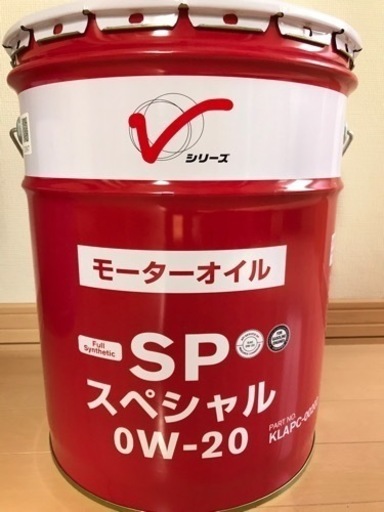 V
シリーズ
モーターオイル
Full
Synthetic
SP
スペシャル
0W-20
PART NO.